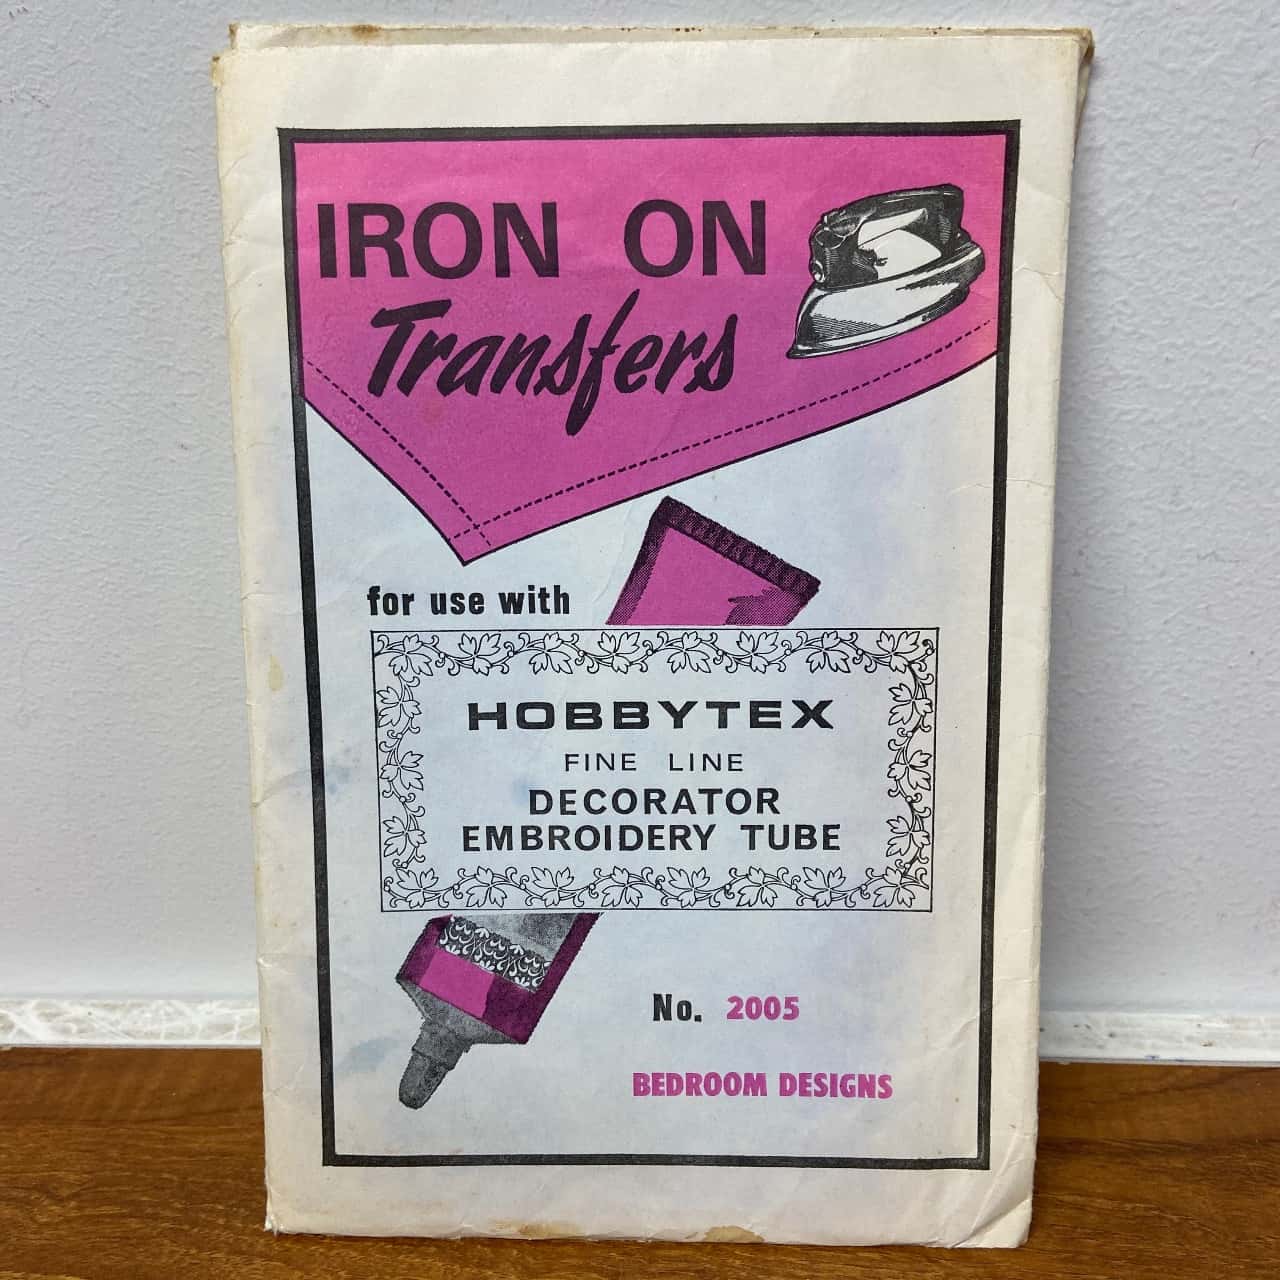 IRON ON
Transfers
for use with
HOBBYTEX
FINE LINE
DECORATOR
EMBROIDERY TUBE
No. 2005
BEDROOM DESIGNS